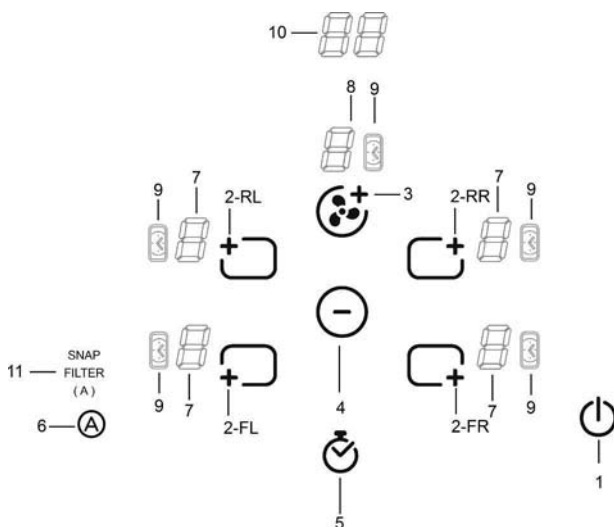 10
8 9
3
9 7 2-RL 2-RR 7 9
11 SNAP
FILTER
(A)
9 7 2-FL 4 2-FR 7 9
6 A
5
1